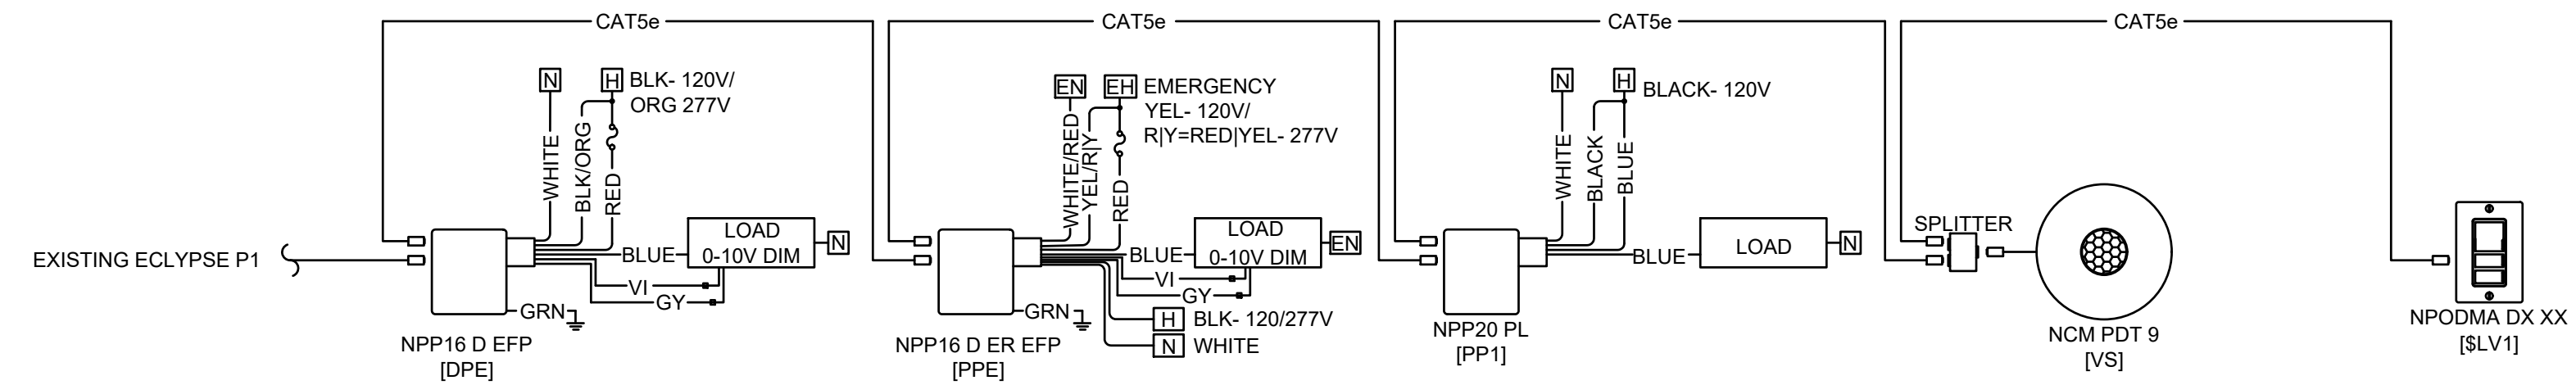 CAT5e
CAT5e
CAT5e
CAT5e
N
H
BLK- 120V/
ORG 277V
WHITE
BLK/ORG
RED
EN
EH
EMERGENCY
YEL- 120V/
R|Y=RED|YEL- 277V
WHITE/RED
YEL/R|Y
RED
N
H
BLACK- 120V
WHITE
BLACK
BLUE
EXISTING ECLYPSE P1
BLUE
LOAD
0-10V DIM
N
VI
GY
GRN
NPP16 D EFP
[DPE]
BLUE
LOAD
0-10V DIM
EN
VI
GY
GRN
H
BLK- 120/277V
N
WHITE
NPP16 D ER EFP
[PPE]
BLUE
LOAD
N
NPP20 PL
[PP1]
SPLITTER
NCM PDT 9
[VS]
NPODMA DX XX
[$LV1]